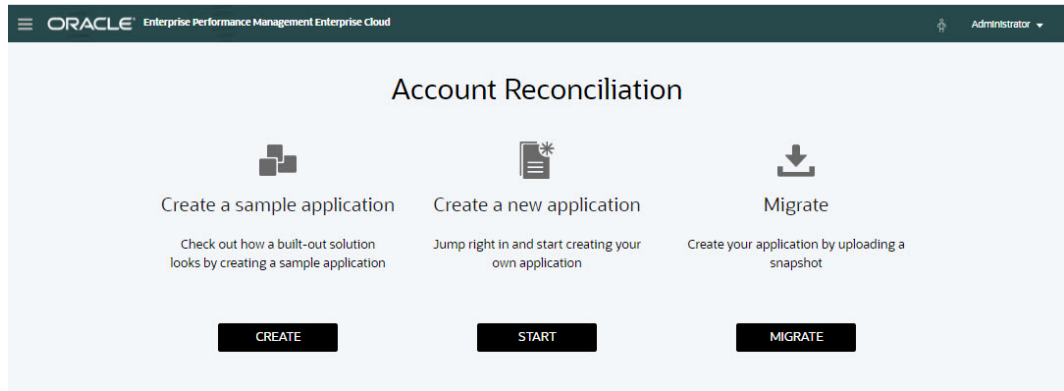 ORACLE Enterprise Performance Management Enterprise Cloud
Administrator
Account Reconciliation
Create a sample application
Check out how a built-out solution
looks by creating a sample application
CREATE
Create a new application
Jump right in and start creating your
own application
START
Migrate
Create your application by uploading a
snapshot
MIGRATE